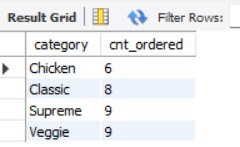 Result Grid Filter Rows:
category cnt_ordered
Chicken 6
Classic 8
Supreme 9
Veggie 9